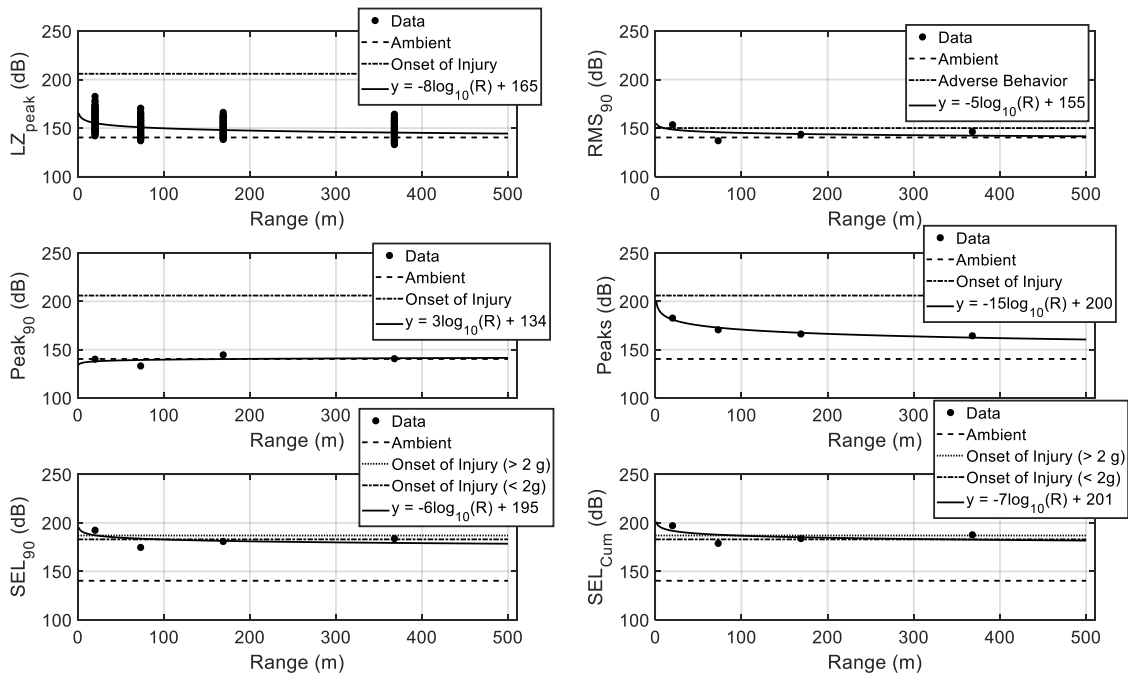 Data
Ambient
Onset of Injury
y = -8log10(R) + 165
250
200
150
100
LZpeak (dB)
0 100 200 300 400 500
Range (m)
Data
Ambient
Adverse Behavior
y = -5log10(R) + 155
250
200
150
100
RMS90 (dB)
0 100 200 300 400 500
Range (m)
Data
Ambient
Onset of Injury
y = 3log10(R) + 134
250
200
150
100
Peak90 (dB)
0 100 200 300 400 500
Range (m)
Data
Ambient
Onset of Injury
y = -15log10(R) + 200
250
200
150
100
Peaks (dB)
0 100 200 300 400 500
Range (m)
Data
Ambient
Onset of Injury (> 2 g)
Onset of Injury (< 2g)
y = -6log10(R) + 195
250
200
150
100
SEL90 (dB)
0 100 200 300 400 500
Range (m)
Data
Ambient
Onset of Injury (> 2 g)
Onset of Injury (< 2g)
y = -7log10(R) + 201
250
200
150
100
SELCum (dB)
0 100 200 300 400 500
Range (m)